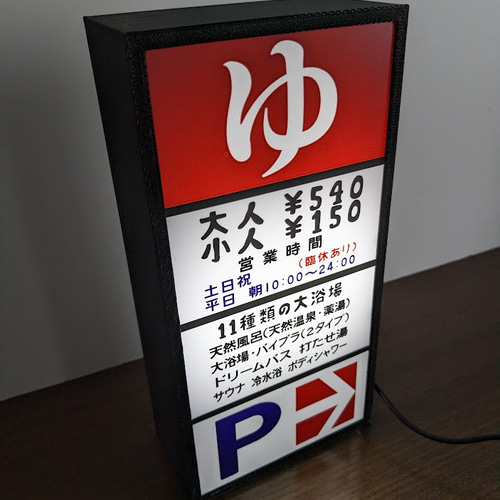 ゆ
大人 ¥540
小人 ¥150
営業時間
(臨休あり)
土日祝
平日 朝10:00〜24:00
11種類の大浴場
天然風呂(天然温泉・薬湯)
大浴場・バイブラ(2タイプ)
ドリームバス 打たせ湯
サウナ 冷水浴 ボディシャワー
P